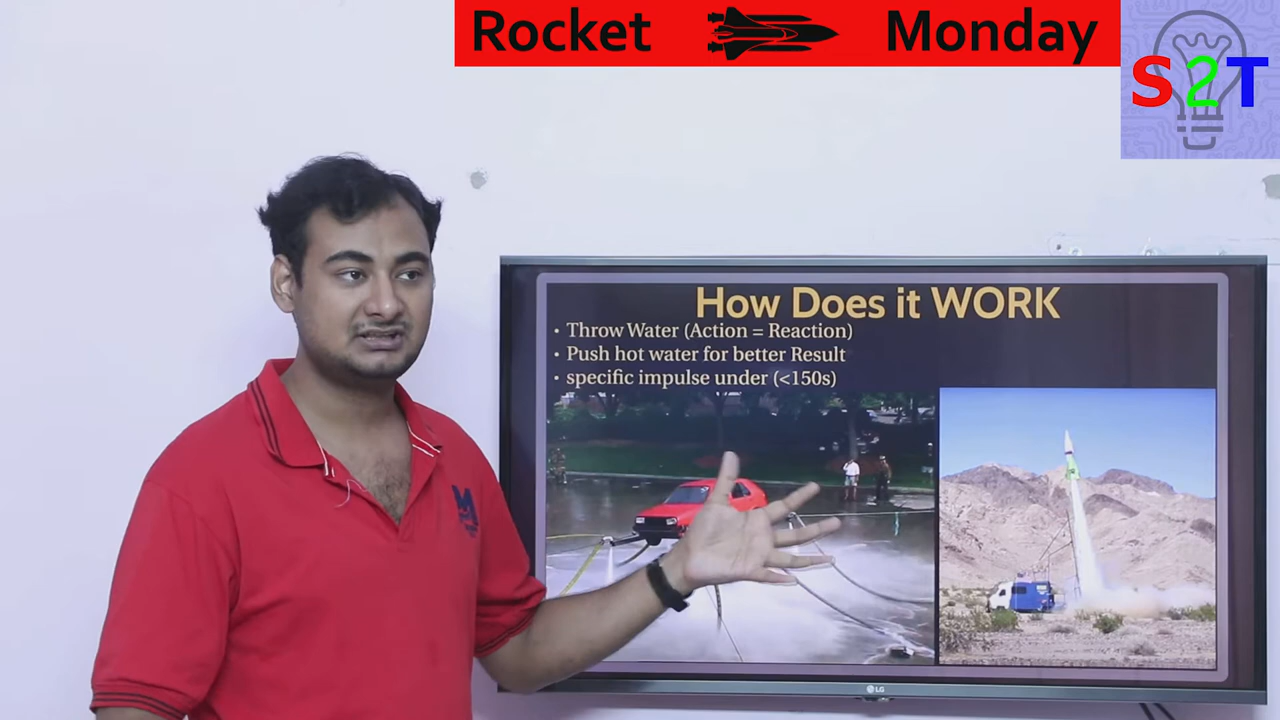 Rocket Monday
S2T
How Does it WORK
• Throw Water (Action = Reaction)
• Push hot water for better Result
• specific impulse under (<150s)
LG